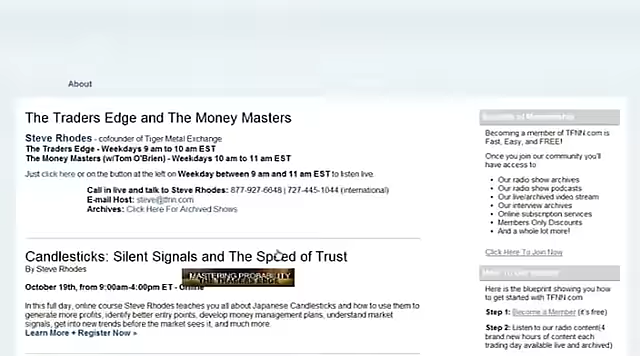 About
The Traders Edge and The Money Masters
Steve Rhodes - cofounder of Tiger Metal Exchange
The Traders Edge - Weekdays 9 am to 10 am EST
The Money Masters (w/Tom O'Brien) - Weekdays 10 am to 11 am EST
Just click here or on the button at the left on Weekday between 9 am and 11 am EST to listen live.
Call in live and talk to Steve Rhodes: 877-927-6648 | 727-445-1044 (international)
E-mail Host: steve@tfnn.com
Archives: Click Here For Archived Shows
Candlesticks: Silent Signals and The Speed of Trust
By Steve Rhodes
MASTERING PROBABILITY
THE TRADERS EDGE
October 19th, from 9:00am-4:00pm ET - Online
In this full day, online course Steve Rhodes teaches you all about Japanese Candlesticks and how to use them to
generate more profits, identify better entry points, develop money management plans, understand market
signals, get into new trends before the market sees it, and much more.
Learn More + Register Now »
Benefits of Membership
Becoming a member of TFNN.com is
Fast, Easy, and FREE!
Once you join our community you'll
have access to
• Our radio show archives
• Our radio show podcasts
• Our live/archived video stream
• Our interview archives
• Online subscription services
• Members Only Discounts
• And a whole lot more!
Click Here To Join Now
Here is the blueprint showing you how
to get started with TFNN.com
Step 1: Become a Member (it's free)
Step 2: Listen to our radio content(4
brand new hours of content each
trading day available live and archived)